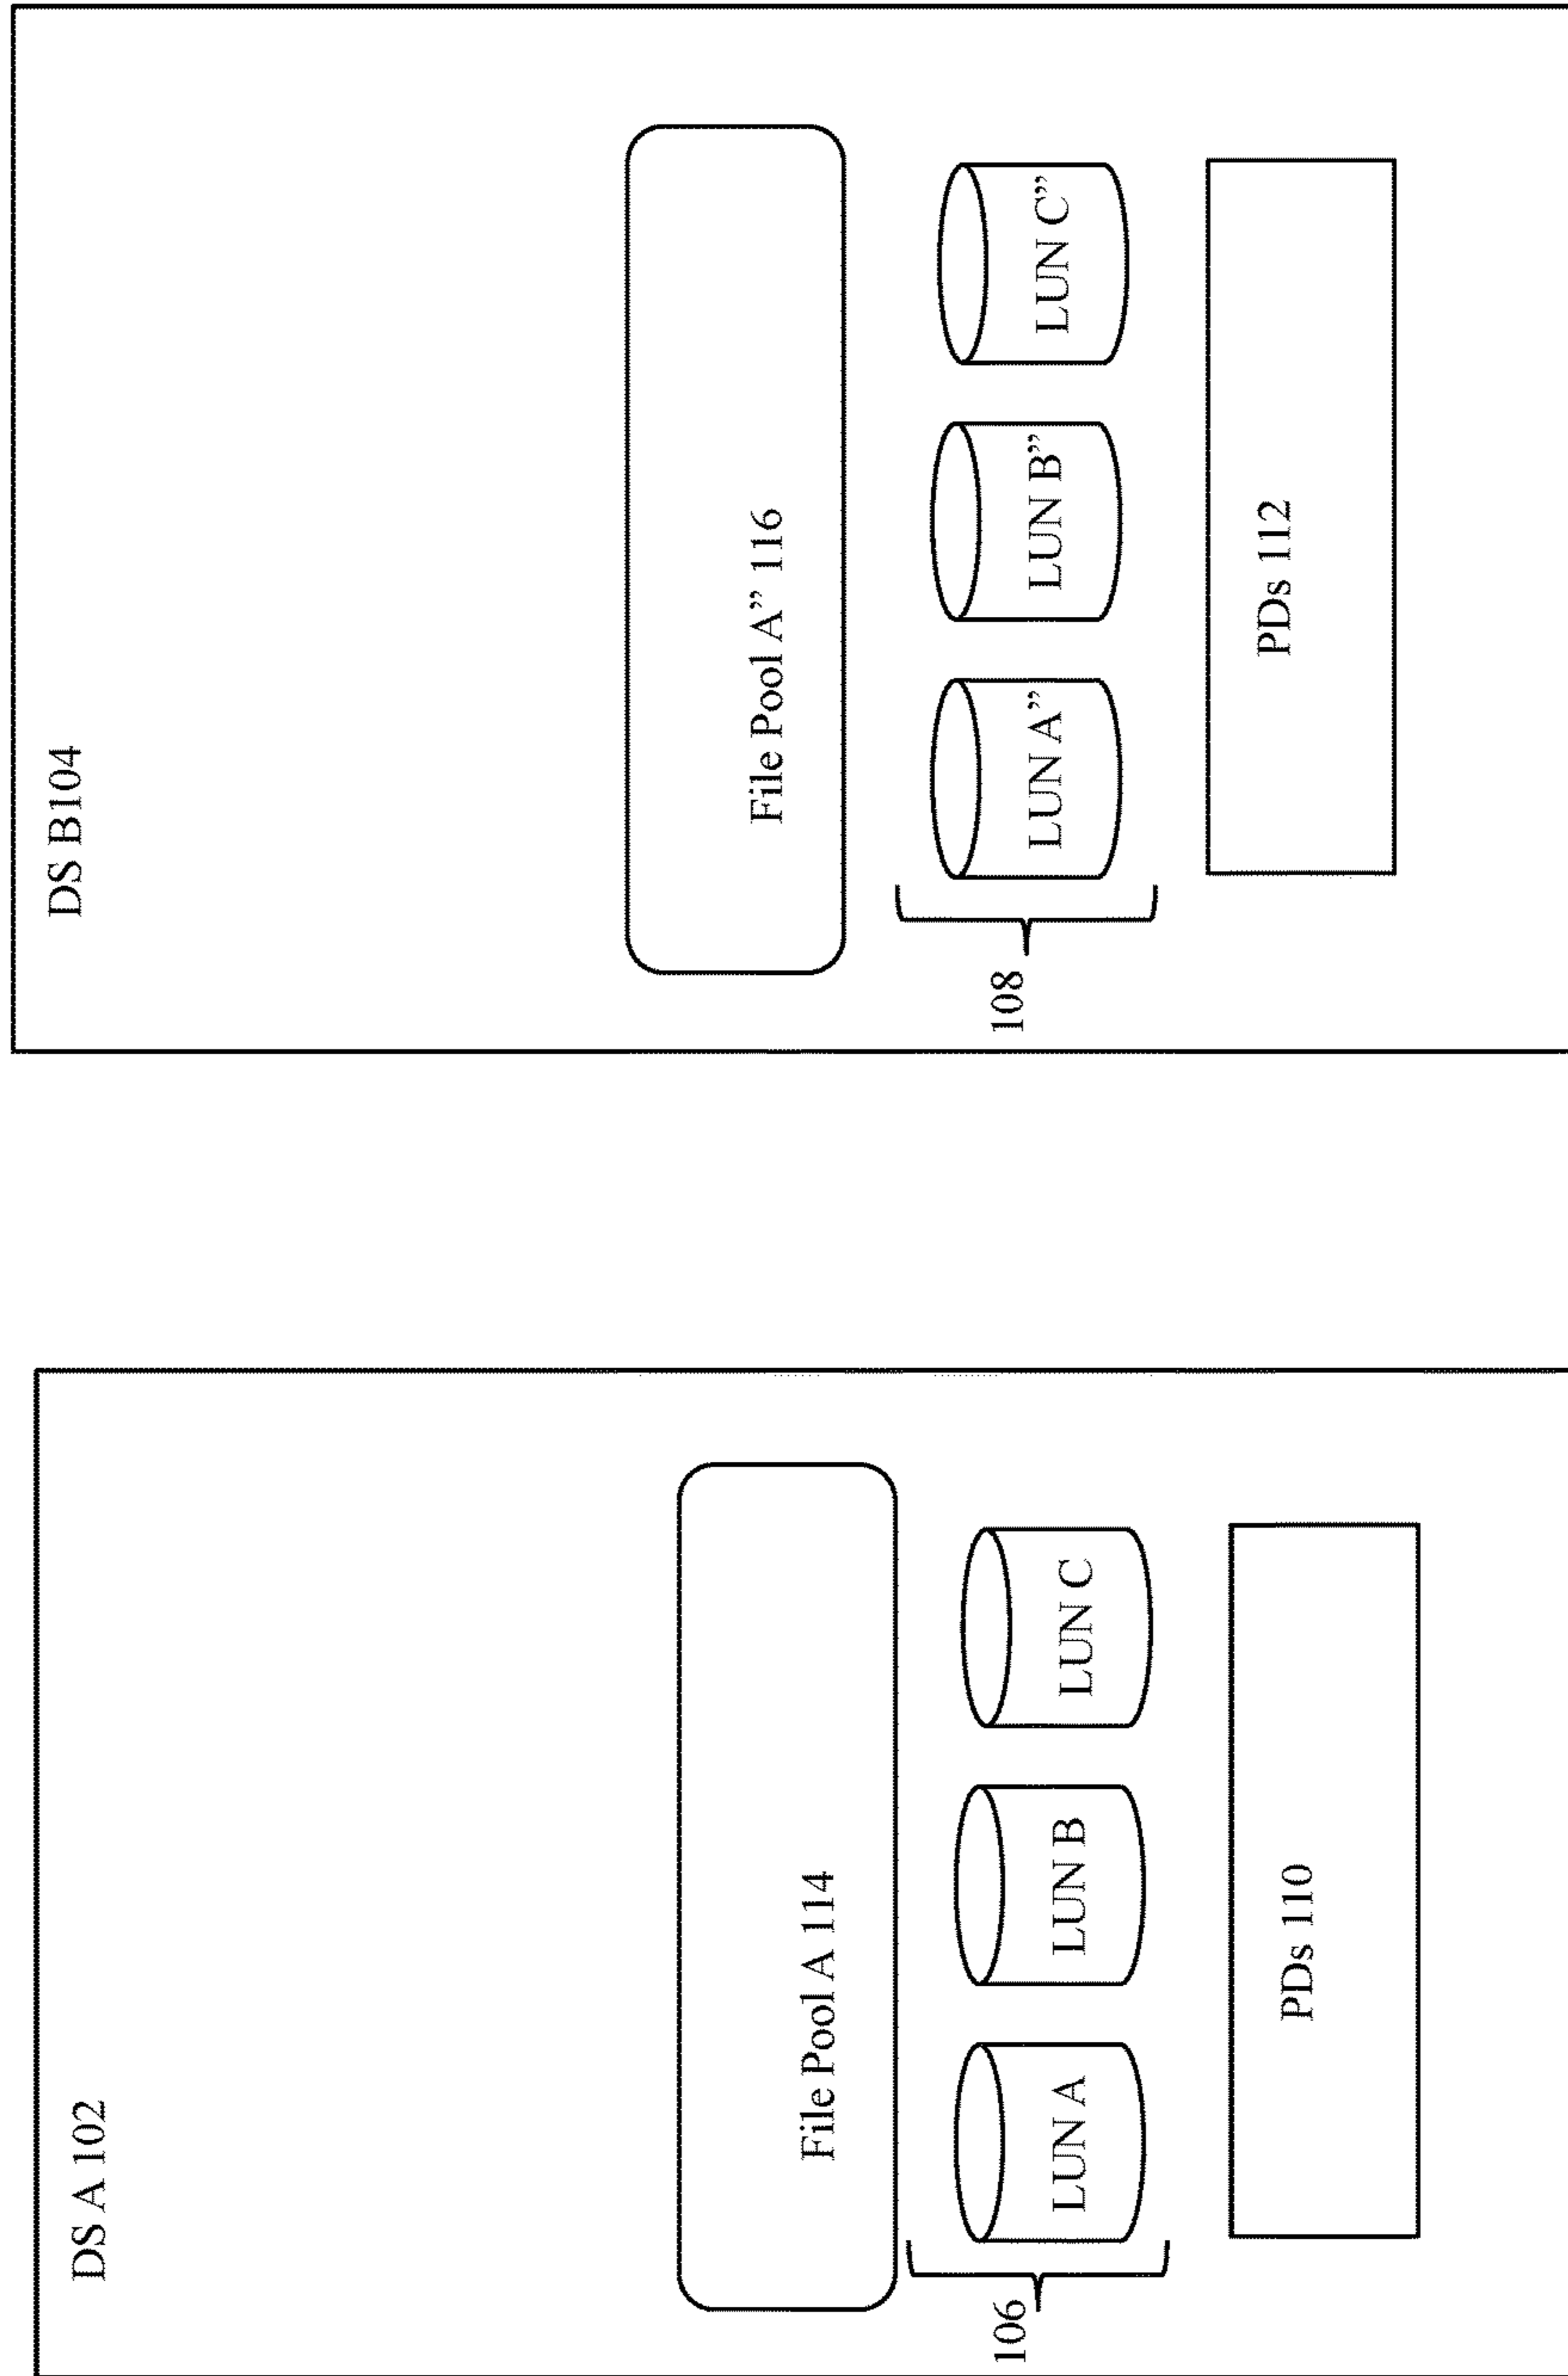 DS A 102
File Pool A 114
106
LUN A
LUN B
LUN C
PDs 110
DS B104
File Pool A” 116
108
LUN A”
LUN B”
LUN C”
PDs 112